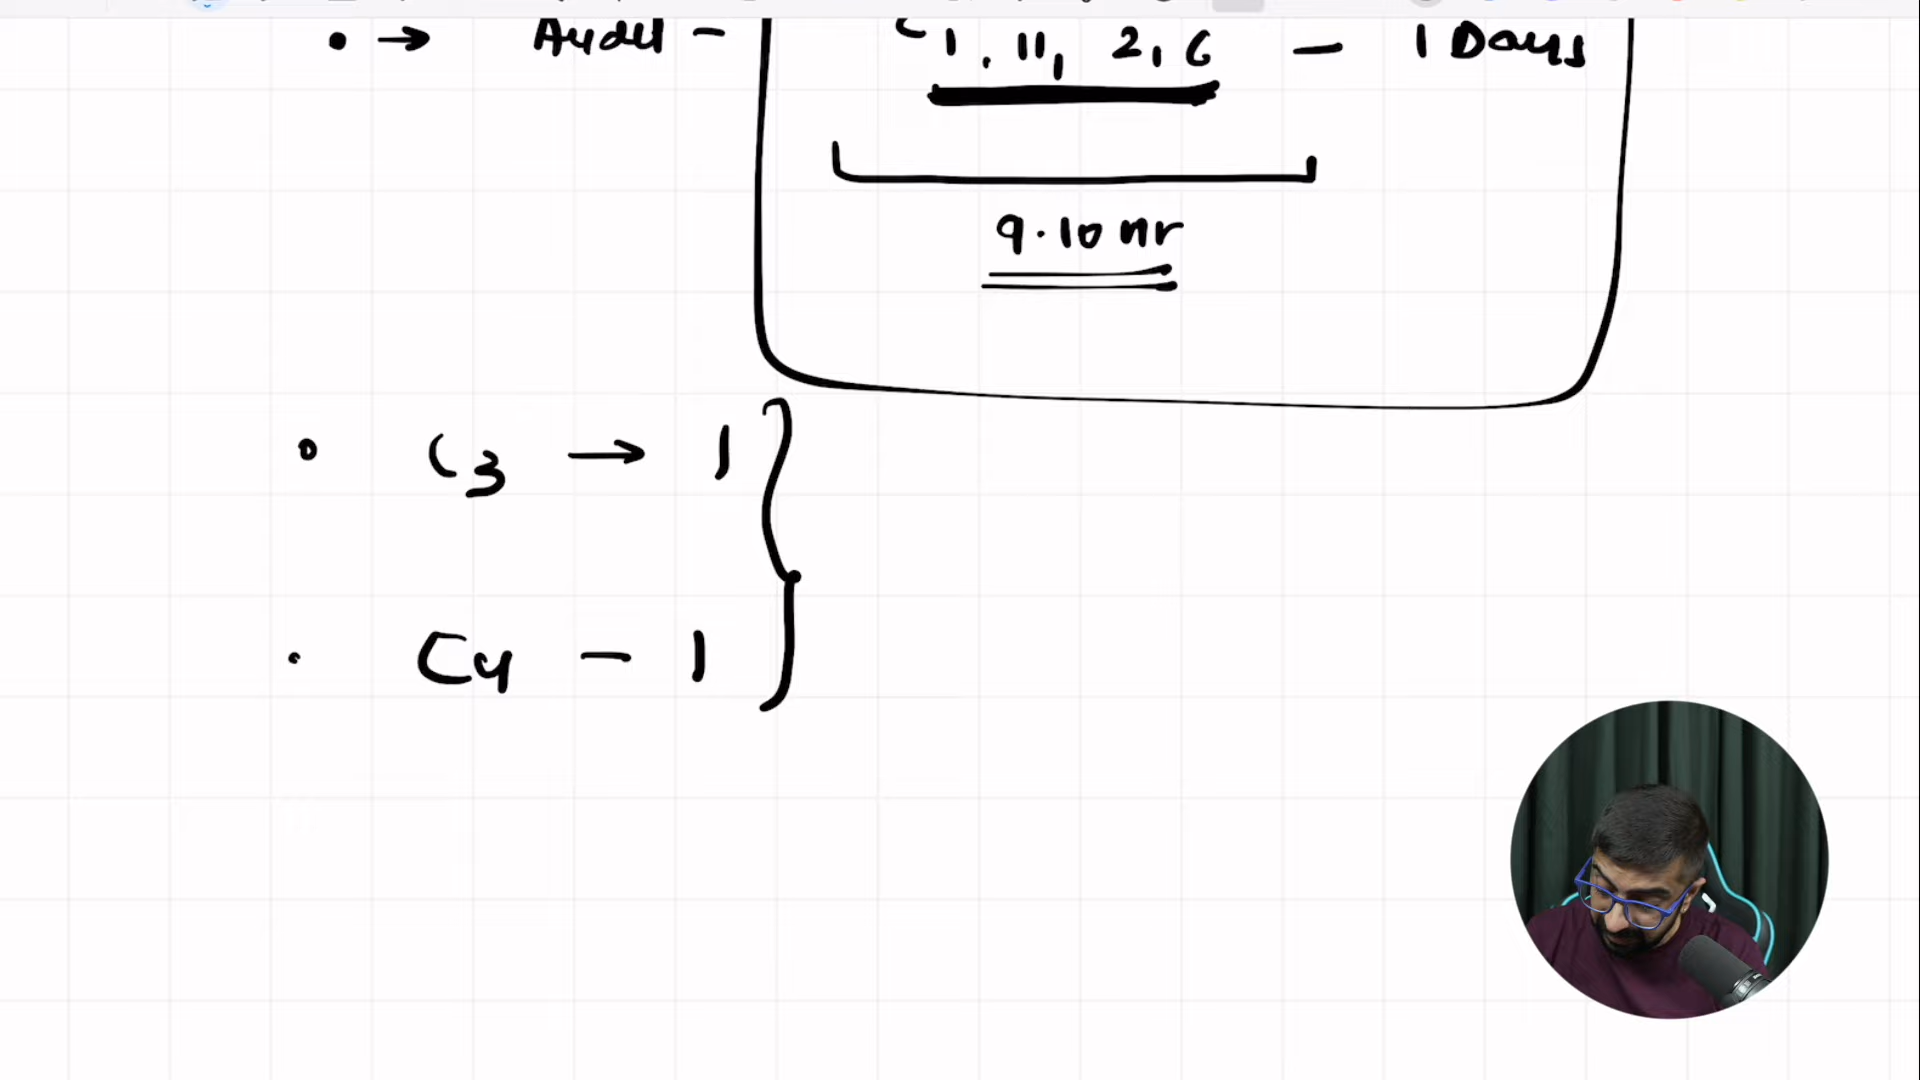 • → Audit - C 1, 11, 2, 6 — 1 Days
9.10 hr
• C3 → 1
• C4 - 1